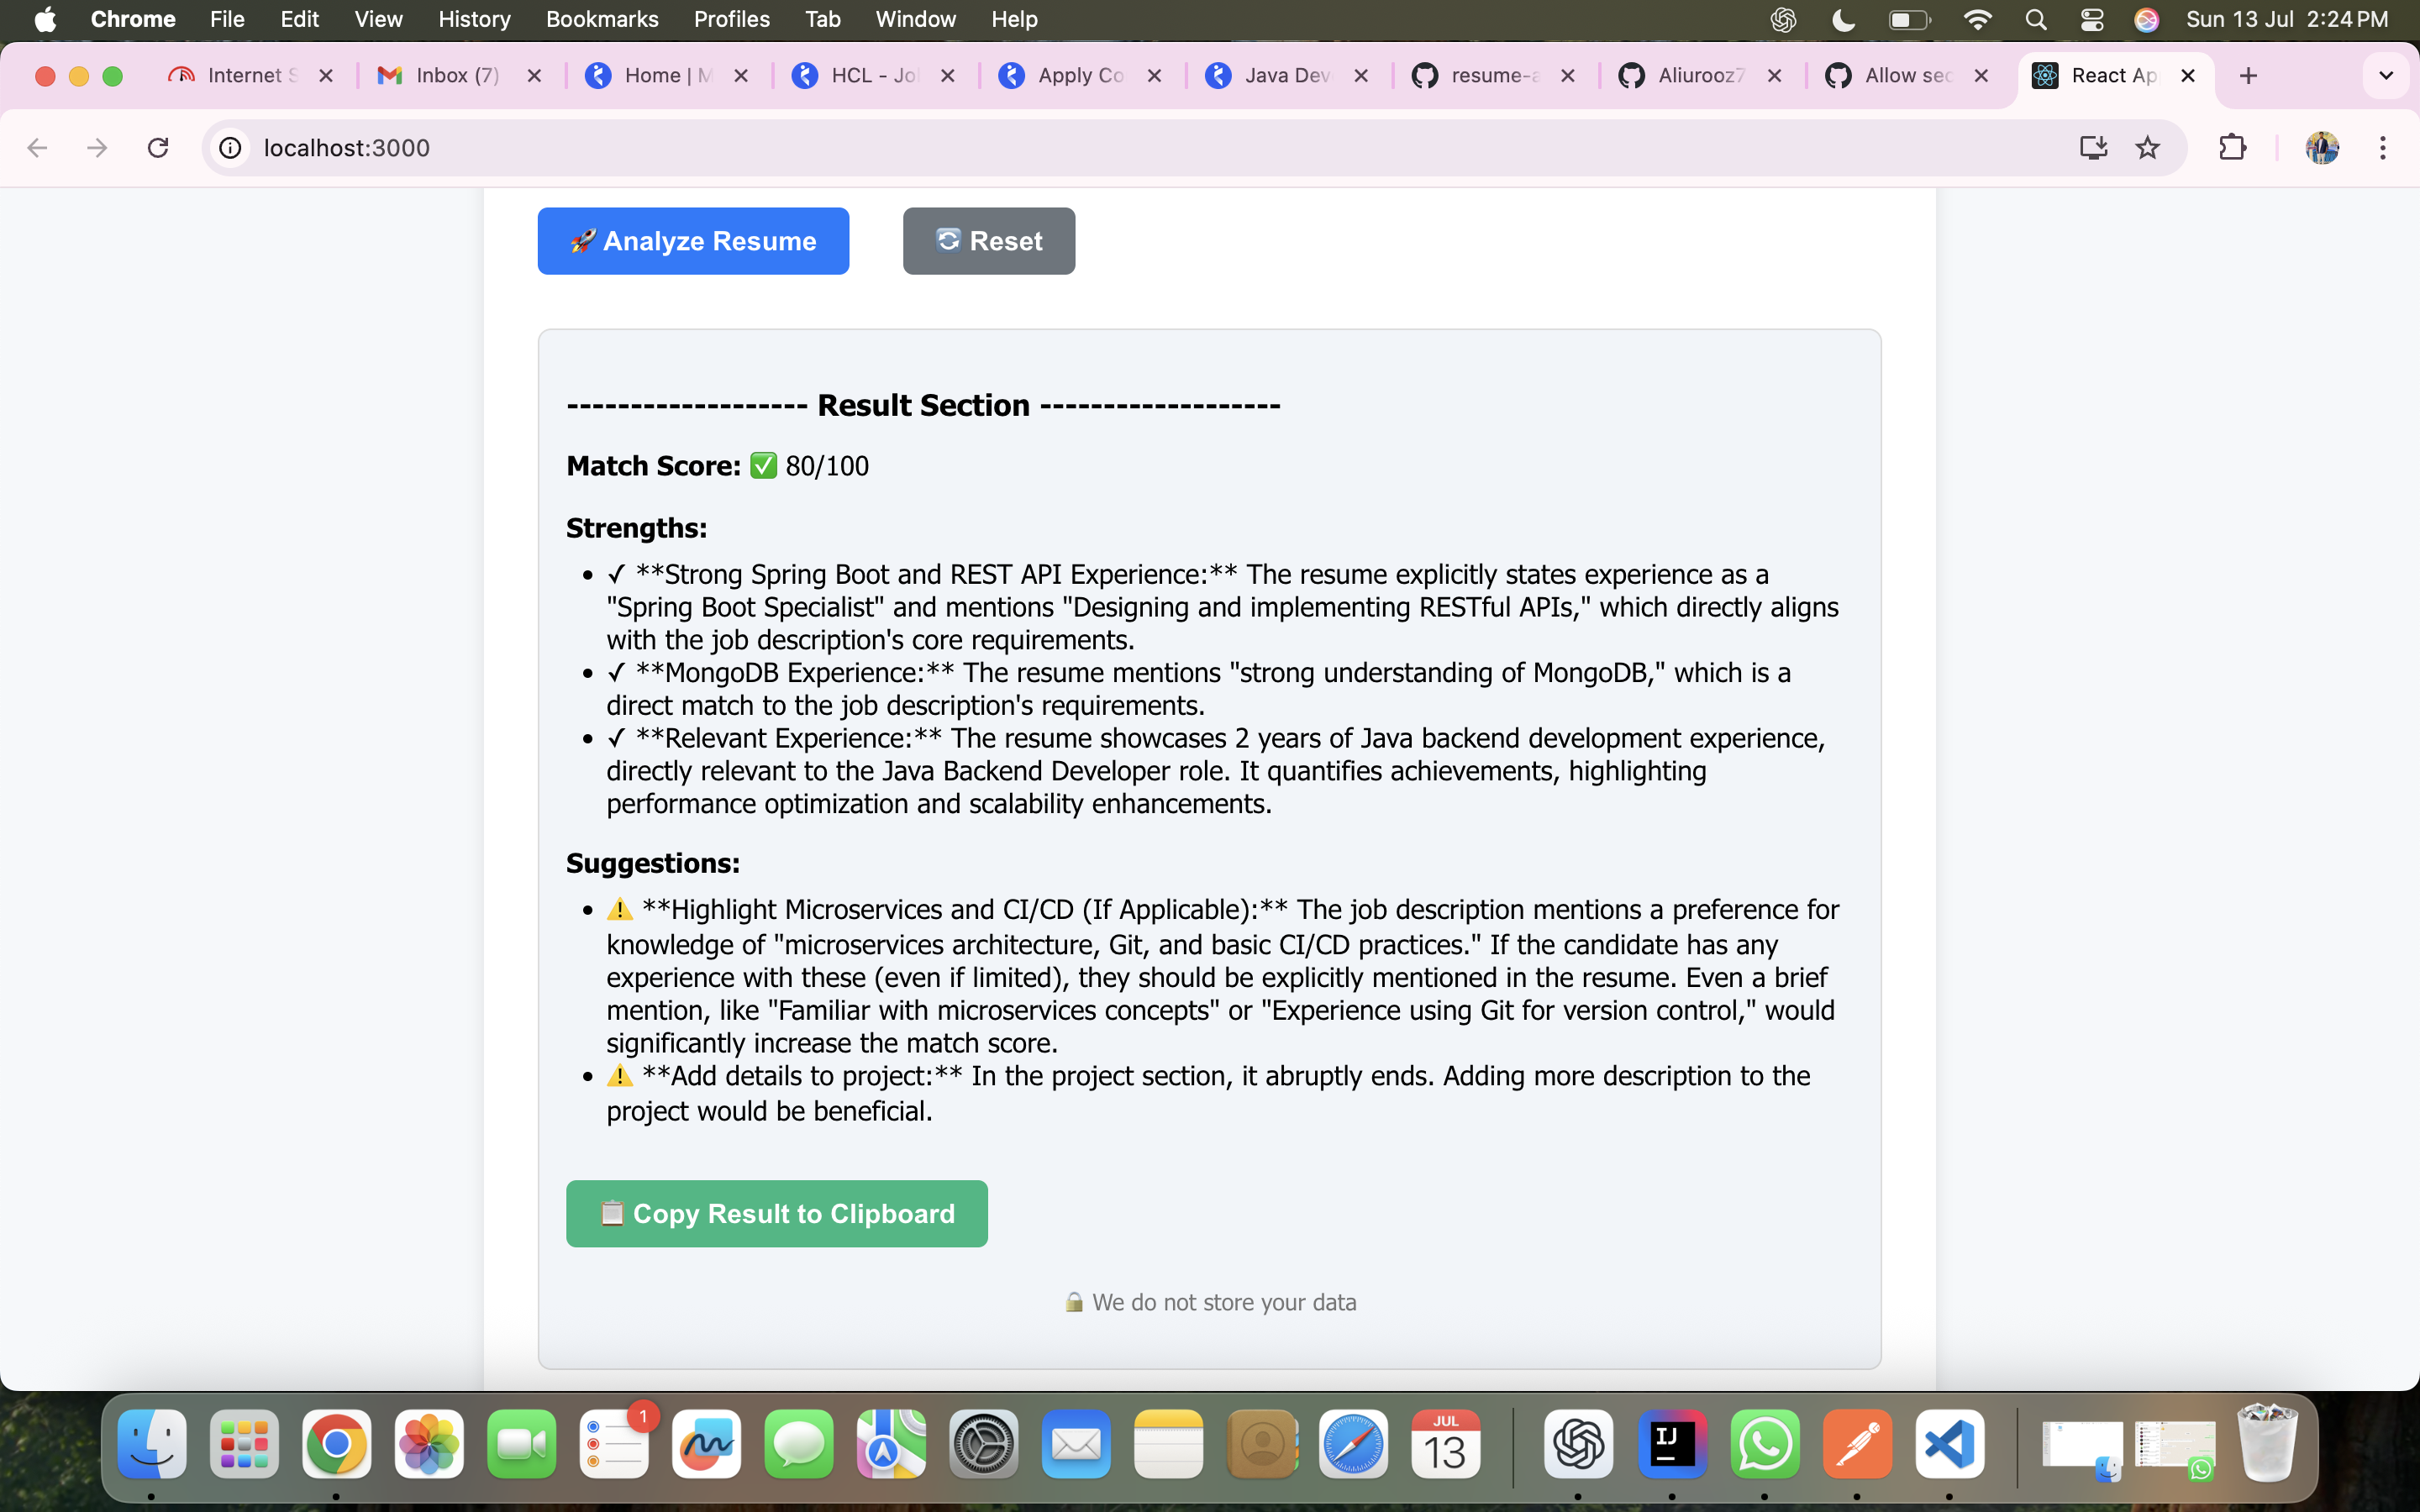 Chrome File Edit View History Bookmarks Profiles Tab Window Help Sun 13 Jul 2:24 PM
Internet S Inbox (7) Home | M HCL - Jo Apply Co Java Dev resume-a Aliurooz7 Allow sec React Ap
localhost:3000
🚀 Analyze Resume 🔄 Reset
------------------- Result Section -------------------
Match Score: ✅ 80/100
Strengths:
• ✓ **Strong Spring Boot and REST API Experience:** The resume explicitly states experience as a
"Spring Boot Specialist" and mentions "Designing and implementing RESTful APIs," which directly aligns
with the job description's core requirements.
• ✓ **MongoDB Experience:** The resume mentions "strong understanding of MongoDB," which is a
direct match to the job description's requirements.
• ✓ **Relevant Experience:** The resume showcases 2 years of Java backend development experience,
directly relevant to the Java Backend Developer role. It quantifies achievements, highlighting
performance optimization and scalability enhancements.
Suggestions:
• ⚠️ **Highlight Microservices and CI/CD (If Applicable):** The job description mentions a preference for
knowledge of "microservices architecture, Git, and basic CI/CD practices." If the candidate has any
experience with these (even if limited), they should be explicitly mentioned in the resume. Even a brief
mention, like "Familiar with microservices concepts" or "Experience using Git for version control," would
significantly increase the match score.
• ⚠️ **Add details to project:** In the project section, it abruptly ends. Adding more description to the
project would be beneficial.
📋 Copy Result to Clipboard
🔒 We do not store your data
1
JUL
13
IJ